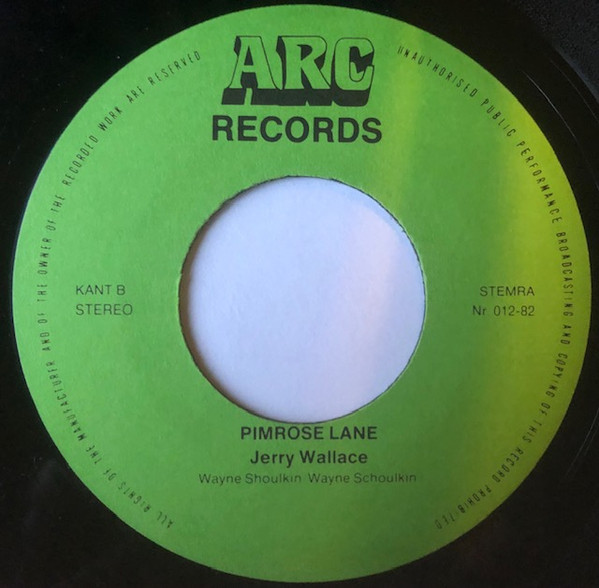 ARC
RECORDS
KANT B
STEREO
STEMRA
Nr 012-82
PIMROSE LANE
Jerry Wallace
Wayne Shoulkin Wayne Schoulkin
ALL RIGHTS OF THE MANUFACTURER AND OF THE OWNER OF THE RECORDED WORK ARE RESERVED
UNAUTHORISED PUBLIC PERFORMANCE BROADCASTING AND COPYING OF THIS RECORD PROHIBITED